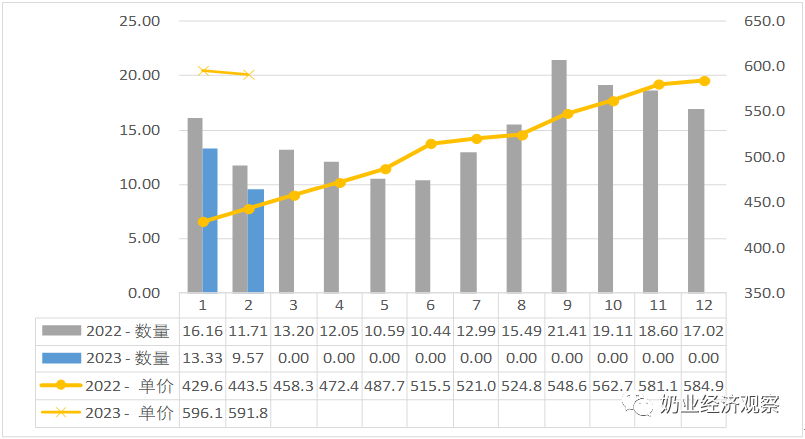 25.00 650.0
20.00 600.0
550.0
15.00
500.0
10.00
450.0
5.00 400.0
0.00 350.0
1 2 3 4 5 6 7 8 9 10 11 12
2022 - 数量 16.16 11.71 13.20 12.05 10.59 10.44 12.99 15.49 21.41 19.11 18.60 17.02
2023 - 数量 13.33 9.57 0.00 0.00 0.00 0.00 0.00 0.00 0.00 0.00 0.00 0.00
2022 - 单价 429.6 443.5 458.3 472.4 487.7 515.5 521.0 524.8 548.6 562.7 581.1 584.9
2023 - 单价 596.1 591.8
奶业经济观察